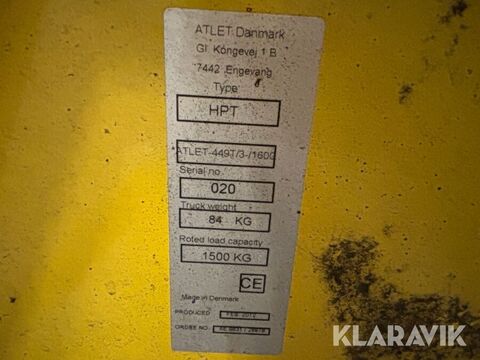 ATLET Danmark
Gl. Kongevej 1 B
7442 Engevang
Type
HPT
ATLET-449T/3-/1600
Serial no
020
Truck weight
84 KG
Roted load capacity
1500 KG
CE
Made in Denmark
PRODUCED
ORDRE NO.
KLARAVIK